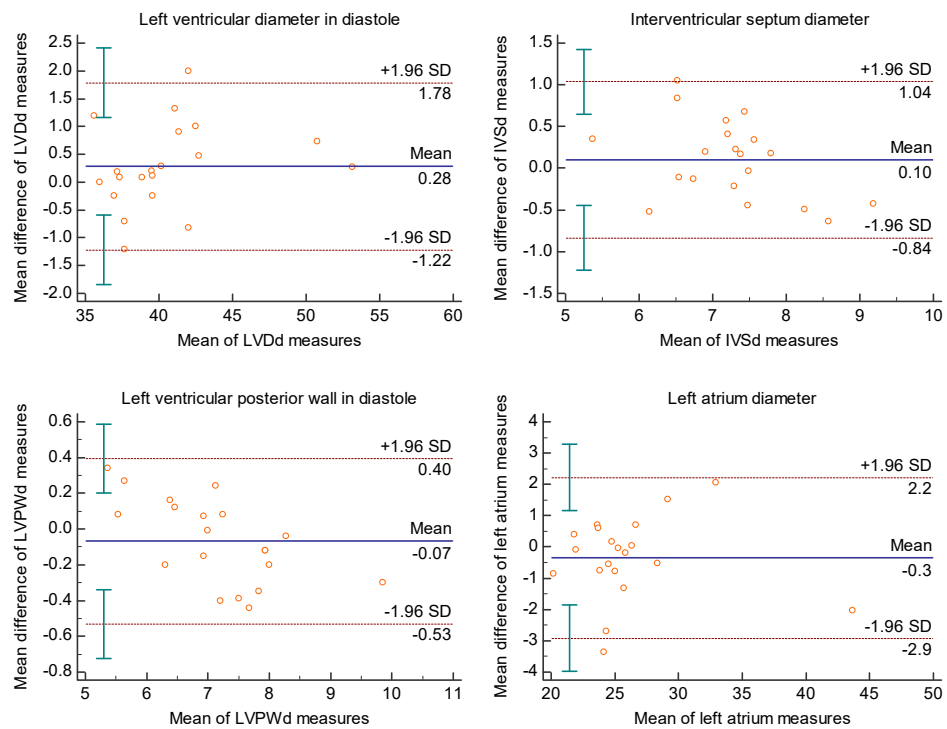 Left ventricular diameter in diastole
Mean difference of LVDd measures
2.5
2.0
1.5
1.0
0.5
0.0
-0.5
-1.0
-1.5
-2.0
+1.96 SD
1.78
Mean
0.28
-1.96 SD
-1.22
35 40 45 50 55 60
Mean of LVDd measures
Interventricular septum diameter
Mean difference of IVSd measures
1.5
1.0
0.5
0.0
-0.5
-1.0
-1.5
+1.96 SD
1.04
Mean
0.10
-1.96 SD
-0.84
5 6 7 8 9 10
Mean of IVSd measures
Left ventricular posterior wall in diastole
Mean difference of LVPWd measures
0.6
0.4
0.2
0.0
-0.2
-0.4
-0.6
-0.8
+1.96 SD
0.40
Mean
-0.07
-1.96 SD
-0.53
5 6 7 8 9 10 11
Mean of LVPWd measures
Left atrium diameter
Mean difference of left atrium measures
4
3
2
1
0
-1
-2
-3
-4
+1.96 SD
2.2
Mean
-0.3
-1.96 SD
-2.9
20 25 30 35 40 45 50
Mean of left atrium measures